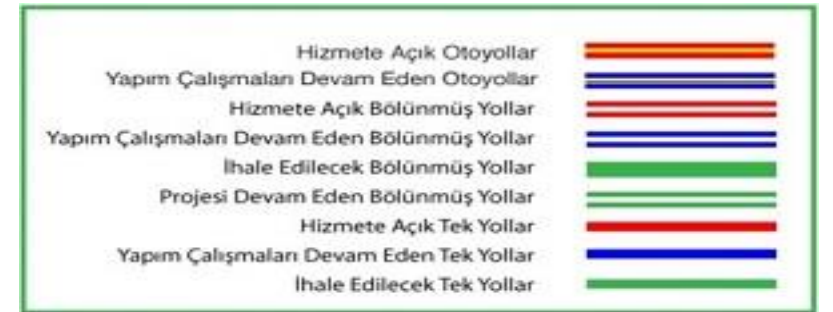 Hizmete Açık Otoyollar
Yapım Çalışmaları Devam Eden Otoyollar
Hizmete Açık Bölünmüş Yollar
Yapım Çalışmaları Devam Eden Bölünmüş Yollar
İhale Edilecek Bölünmüş Yollar
Projesi Devam Eden Bölünmüş Yollar
Hizmete Açık Tek Yollar
Yapım Çalışmaları Devam Eden Tek Yollar
İhale Edilecek Tek Yollar